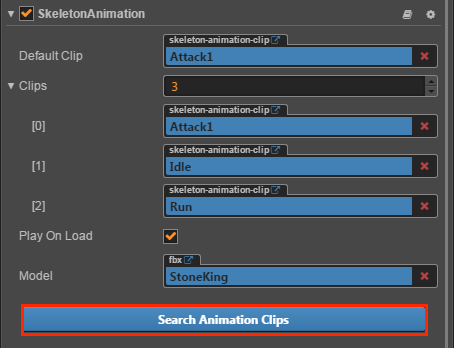 SkeletonAnimation
skeleton-animation-clip
Default Clip Attack1
Clips 3
skeleton-animation-clip
[0] Attack1
skeleton-animation-clip
[1] Idle
skeleton-animation-clip
[2] Run
Play On Load
fbx
Model StoneKing
Search Animation Clips